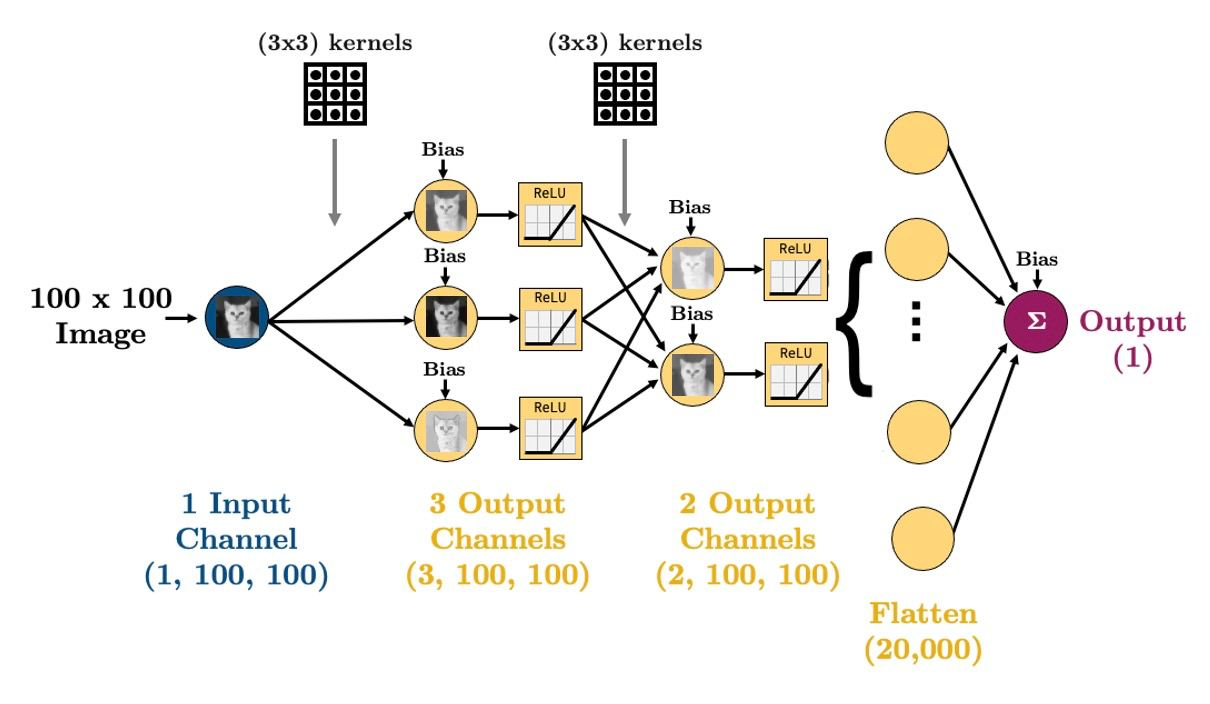 (3x3) kernels
(3x3) kernels
Bias
ReLU
Bias
Bias
ReLU
Bias
ReLU
100 x 100
Image
Bias
ReLU
Bias
ReLU
Bias
Σ
Output
(1)
ReLU
1 Input
Channel
(1, 100, 100)
3 Output
Channels
(3, 100, 100)
2 Output
Channels
(2, 100, 100)
Flatten
(20,000)